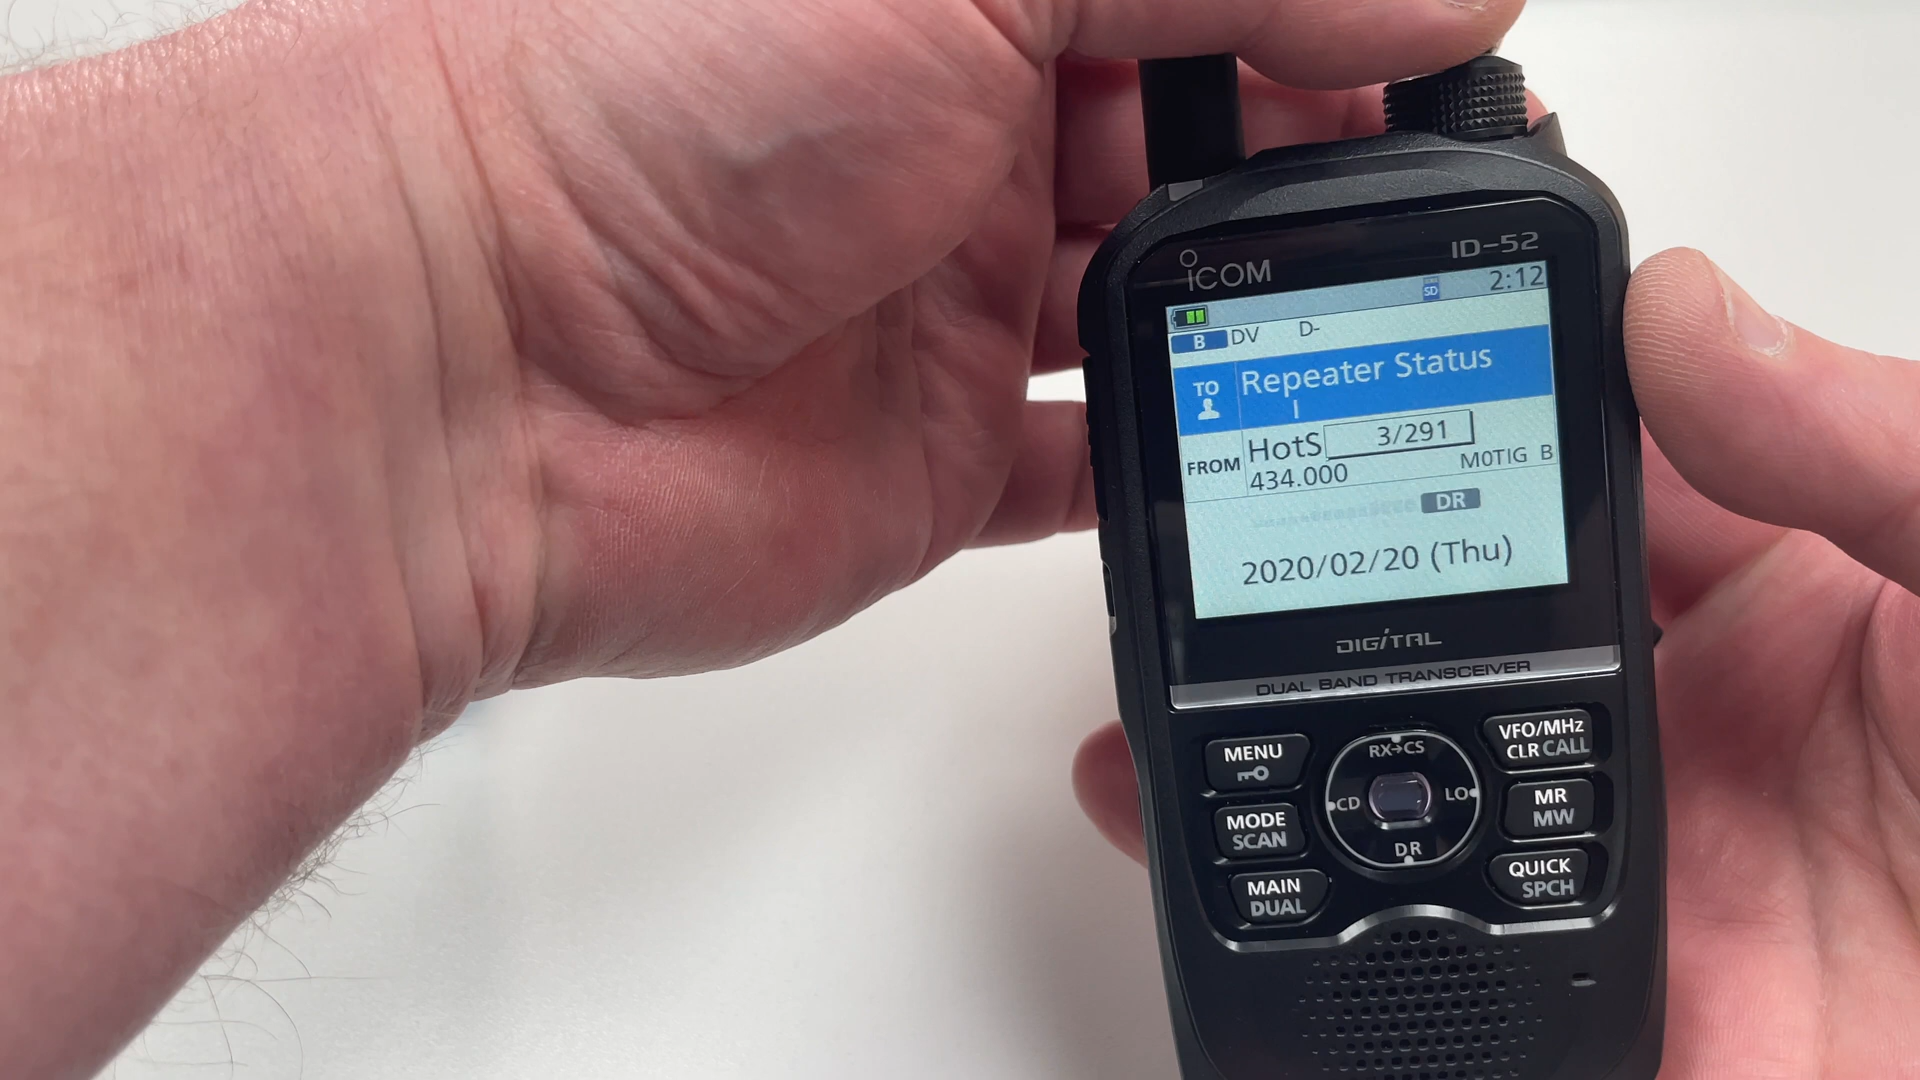 ICOM
ID-52
SD 2:12
B DV D-
TO Repeater Status
I
FROM HotS 3/291
434.000 M0TIG B
DR
2020/02/20 (Thu)
DIGITAL
DUAL BAND TRANSCEIVER
MENU
RX→CS
VFO/MHz
CLR CALL
CD
LO
MODE
SCAN
MR
MW
DR
MAIN
DUAL
QUICK
SPCH